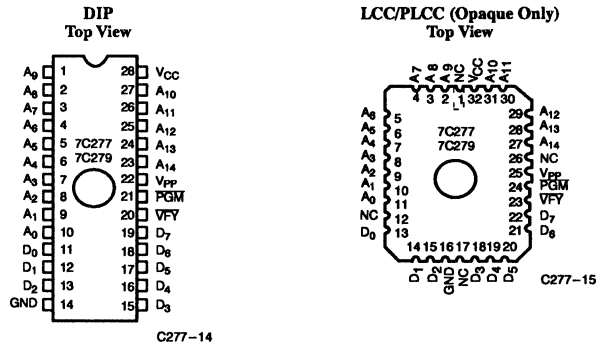 DIP
Top View
A9 1 28 VCC
A8 2 27 A10
A7 3 26 A11
A6 4 25 A12
A5 5 7C277 24 A13
A4 6 7C279 23 A14
A3 7 22 VPP
A2 8 21 PGM
A1 9 20 VFY
A0 10 19 D7
D0 11 18 D6
D1 12 17 D5
D2 13 16 D4
GND 14 15 D3
C277-14
LCC/PLCC (Opaque Only)
Top View
A7 A8 A9 NC VCC A10 A11
4 3 2 1 32 31 30
A6 5 29 A12
A5 6 7C277 28 A13
A4 7 7C279 27 A14
A3 8 26 NC
A2 9 25 VPP
A1 10 24 PGM
A0 11 23 VFY
NC 12 22 D7
D0 13 21 D6
14 15 16 17 18 19 20
D1 D2 GND NC D3 D4 D5
C277-15